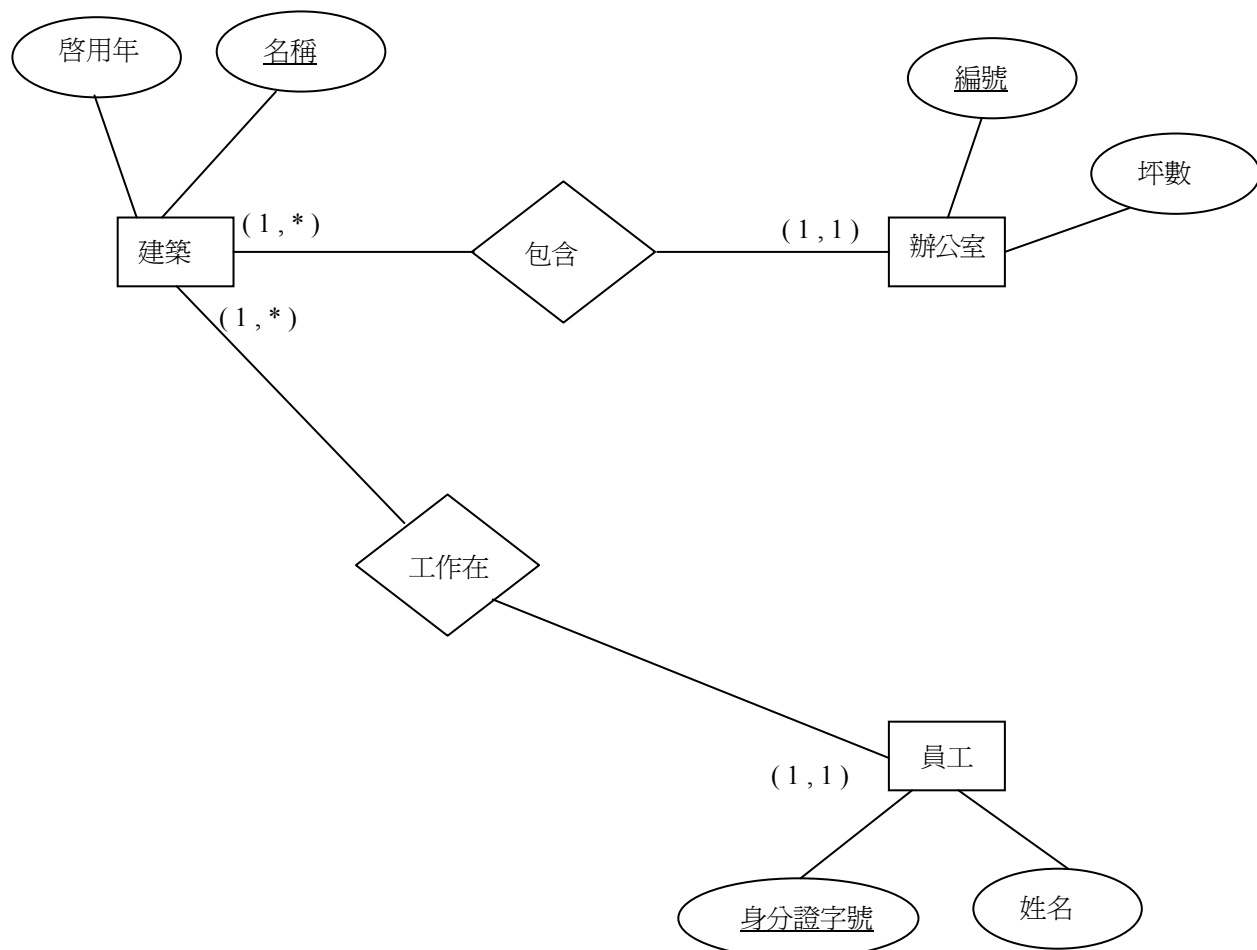 啓用年
名稱
編號
坪數
建築
(1,*)
包含
(1,1)
辦公室
(1,*)
工作在
(1,1)
員工
身分證字號
姓名